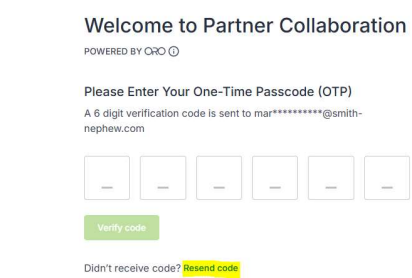 Welcome to Partner Collaboration
POWERED BY ORO
Please Enter Your One-Time Passcode (OTP)
A 6 digit verification code is sent to mar**********@smith-
nephew.com
Verify code
Didn't receive code? Resend code